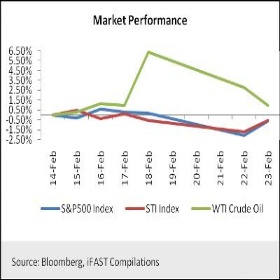 Market Performance
6.50%
5.50%
4.50%
3.50%
2.50%
1.50%
0.50%
-0.50%
-1.50%
-2.50%
14-Feb
15-Feb
16-Feb
17-Feb
18-Feb
19-Feb
20-Feb
21-Feb
22-Feb
23-Feb
S&P500 Index
STI Index
WTI Crude Oil
Source: Bloomberg, iFAST Compilations